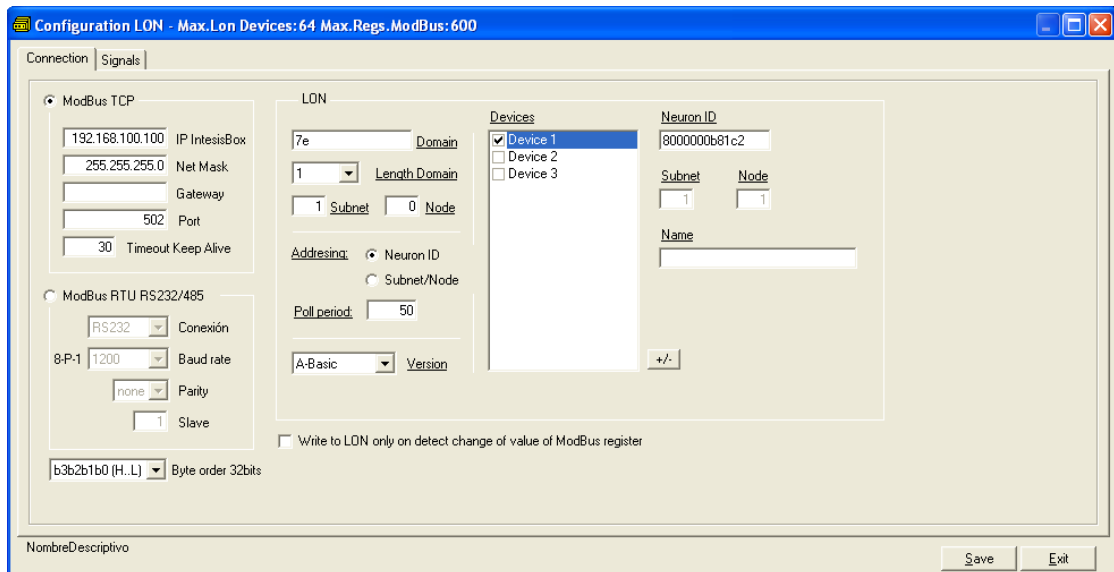 Configuration LON - Max.Lon Devices:64 Max.Regs.ModBus:600
Connection Signals
ModBus TCP
192.168.100.100 IP IntesisBox
255.255.255.0 Net Mask
Gateway
502 Port
30 Timeout Keep Alive
ModBus RTU RS232/485
RS232 Conexión
8-P-1 1200 Baud rate
none Parity
1 Slave
b3b2b1b0 (H..L) Byte order 32bits
LON
7e Domain
1 Length Domain
1 Subnet 0 Node
Addresing: Neuron ID
Subnet/Node
Poll period: 50
A-Basic Version
Devices
Device 1
Device 2
Device 3
Neuron ID
8000000b81c2
Subnet Node
1 1
Name
+/-
Write to LON only on detect change of value of ModBus register
NombreDescriptivo
Save Exit